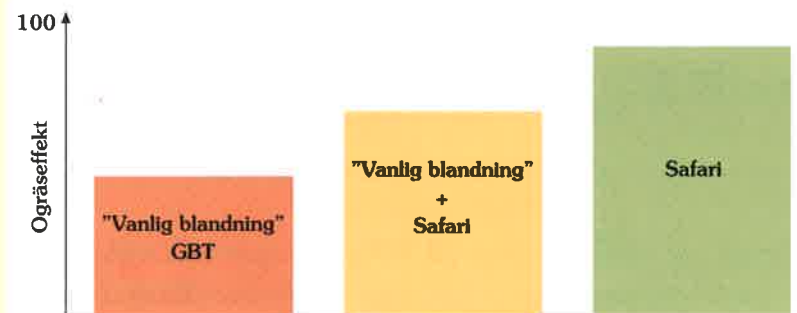 100
Ogräseffekt
"Vanlig blandning"
GBT
"Vanlig blandning"
+
Safari
Safari